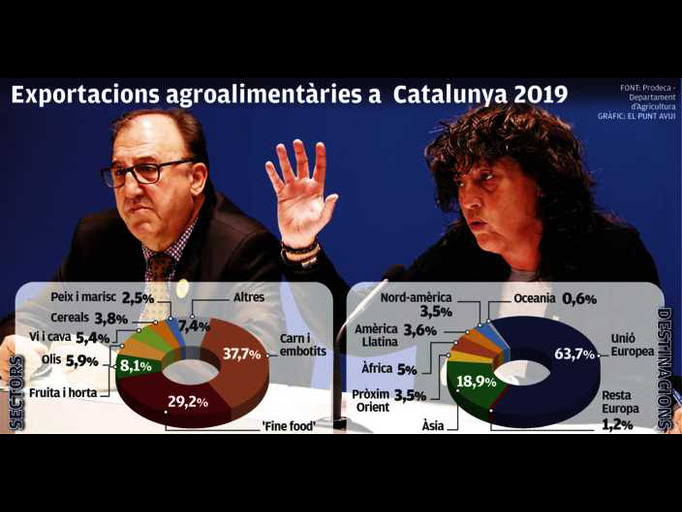 Exportacions agroalimentàries a Catalunya 2019
FONT: Prodeca -
Departament
d'Agricultura
GRÀFIC: EL PUNT AVUI
SECTORS
Peix i marisc 2,5%
Cereals 3,8%
Vi i cava 5,4%
Olis 5,9%
8,1%
Fruita i horta
7,4%
Altres
37,7%
Carn i
embotits
29,2%
'Fine food'
DESTINACIONS
Nord-amèrica
3,5%
Oceania 0,6%
Amèrica
Llatina 3,6%
Àfrica 5%
Pròxim
Orient 3,5%
18,9%
Àsia
63,7%
Unió
Europea
Resta
Europa
1,2%